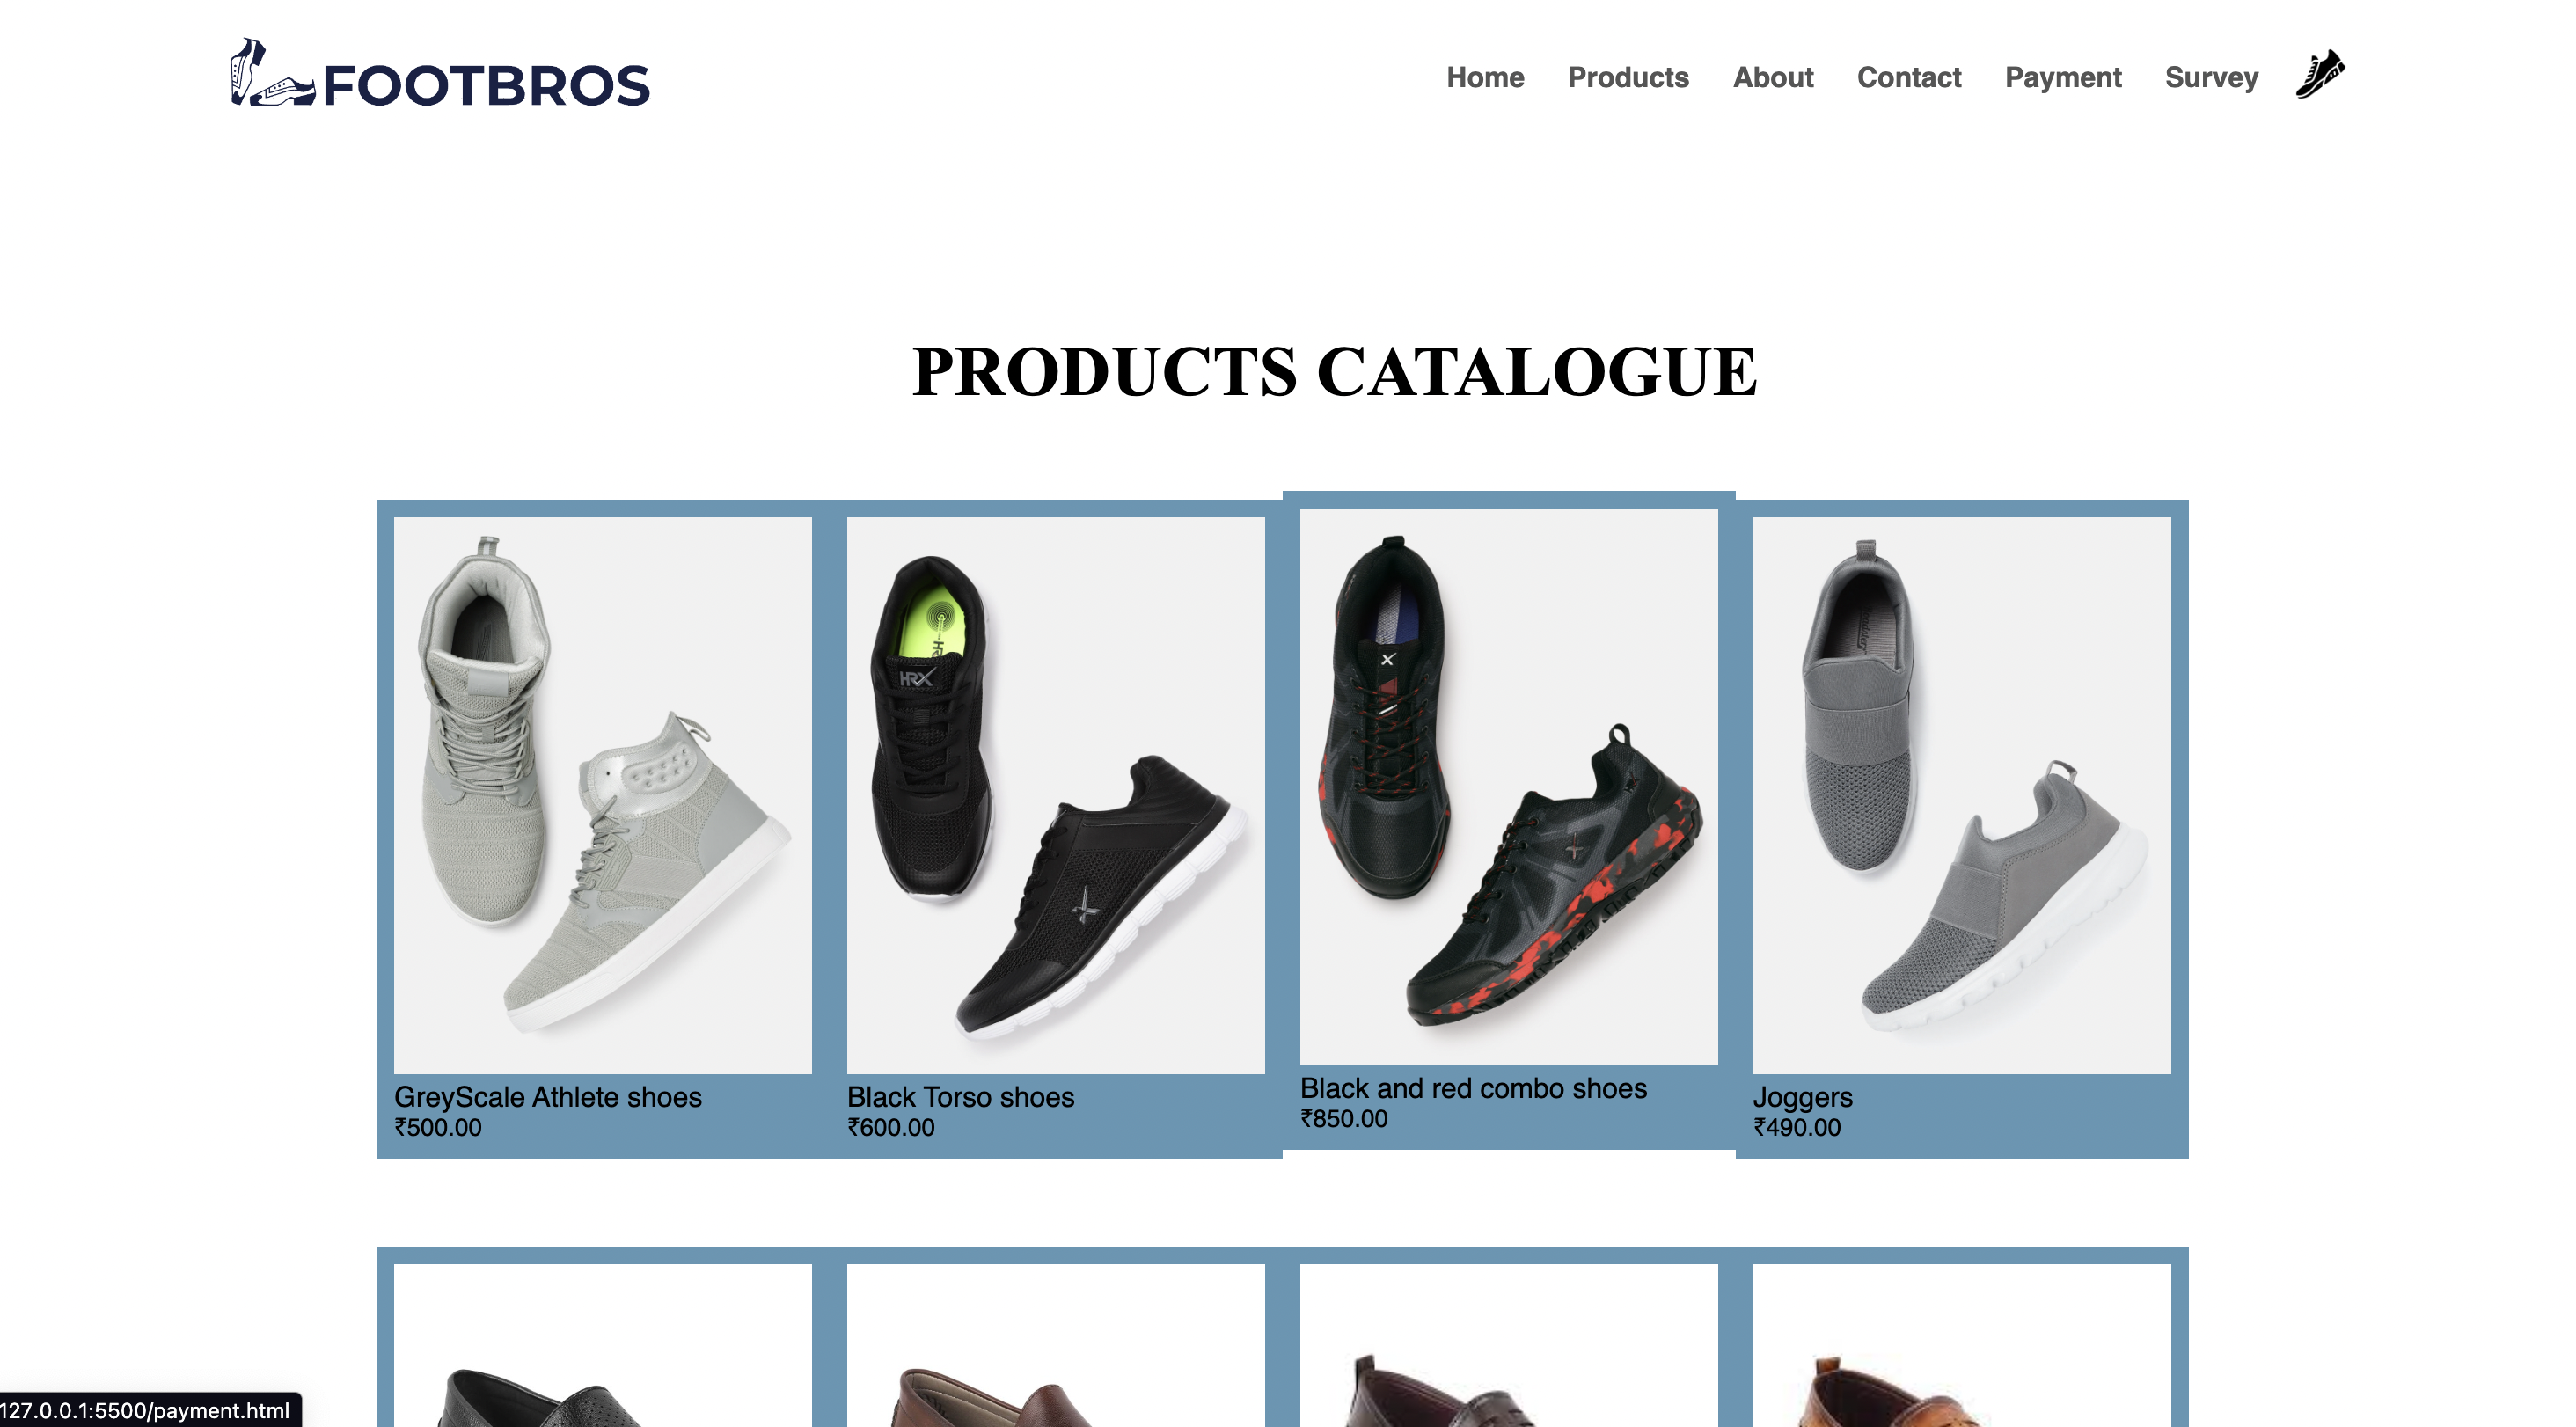 FOOTBROS
Home Products About Contact Payment Survey
PRODUCTS CATALOGUE
HRX
GreyScale Athlete shoes
₹500.00
Black Torso shoes
₹600.00
Black and red combo shoes
₹850.00
Joggers
₹490.00
127.0.0.1:5500/payment.html